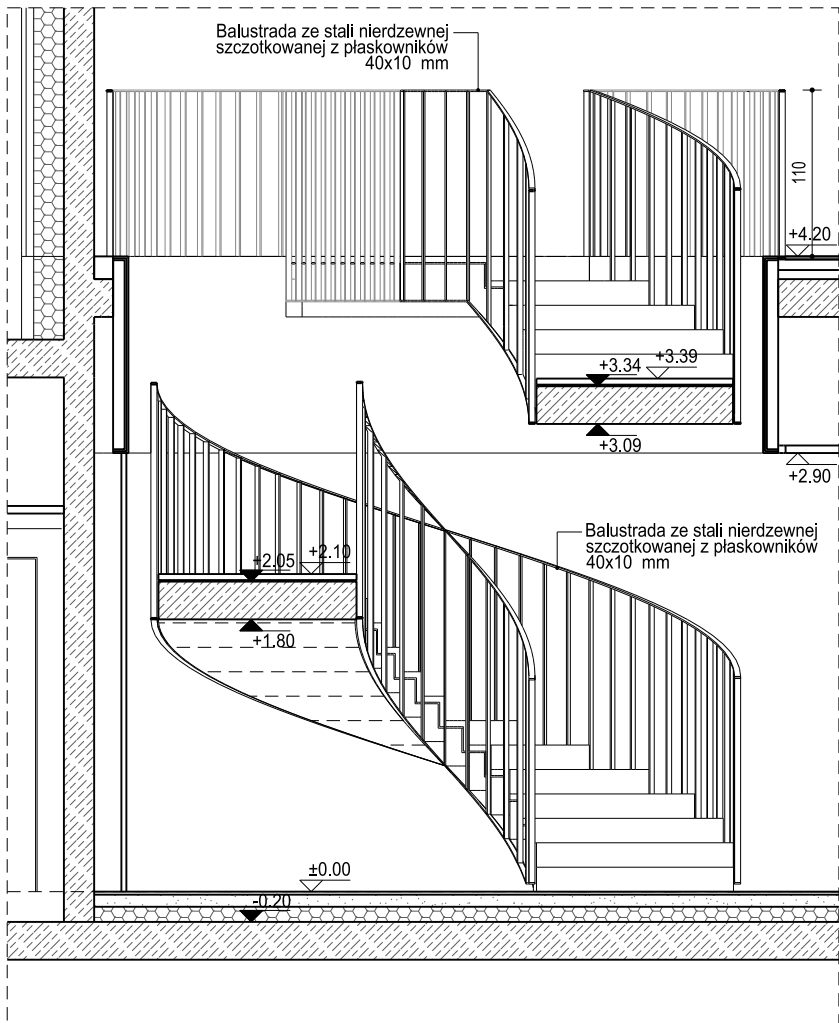 Balustrada ze stali nierdzewnej
szczotkowanej z płaskowników
40x10 mm
110
+4.20
+3.34
+3.39
+3.09
+2.90
Balustrada ze stali nierdzewnej
szczotkowanej z płaskowników
40x10 mm
+2.05
+2.10
+1.80
±0.00
-0.20